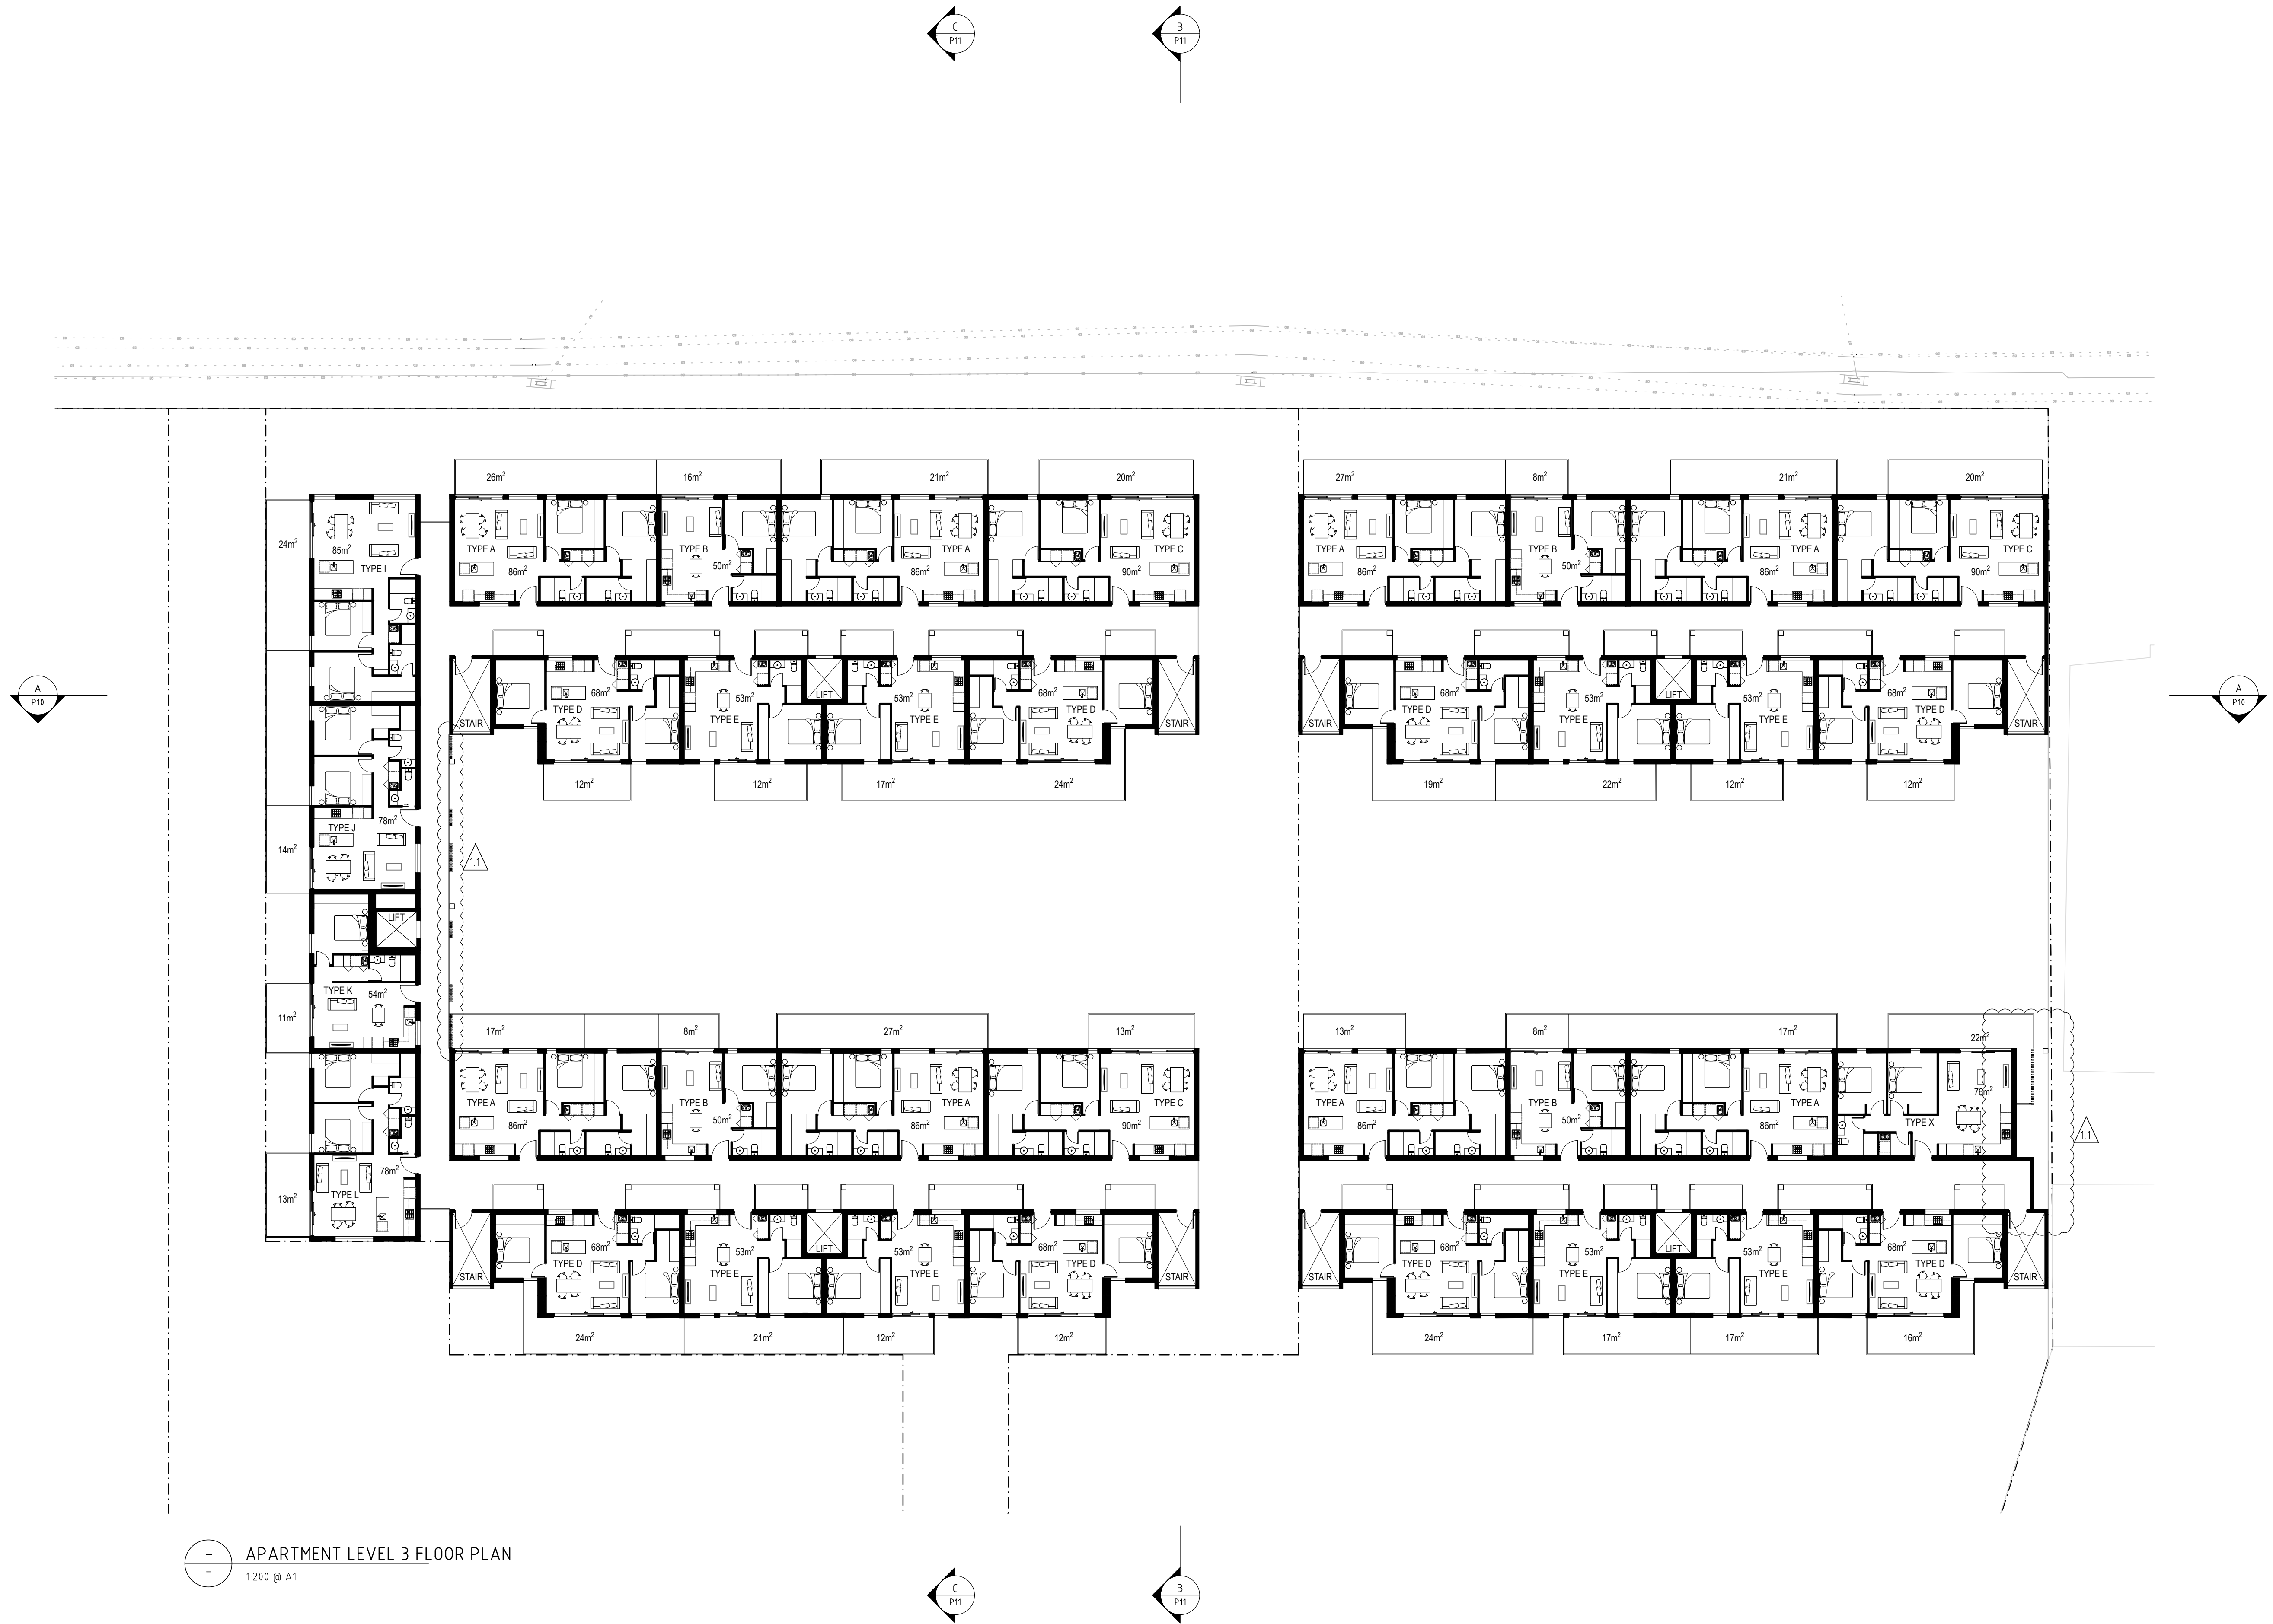 C
P11
B
P11
26m²
16m²
21m²
20m²
27m²
8m²
21m²
20m²
24m²
85m²
TYPE I
TYPE A
86m²
TYPE B
50m²
TYPE A
86m²
TYPE C
90m²
TYPE A
86m²
TYPE B
50m²
TYPE A
86m²
TYPE C
90m²
A
P10
STAIR
68m²
TYPE D
53m²
TYPE E
LIFT
53m²
TYPE E
68m²
TYPE D
STAIR
STAIR
68m²
TYPE D
53m²
TYPE E
LIFT
53m²
TYPE E
68m²
TYPE D
STAIR
A
P10
12m²
12m²
17m²
24m²
19m²
22m²
12m²
12m²
14m²
TYPE J
78m²
1.1
LIFT
11m²
TYPE K
54m²
17m²
8m²
27m²
13m²
13m²
8m²
17m²
22m²
TYPE A
86m²
TYPE B
50m²
TYPE A
86m²
TYPE C
90m²
TYPE A
86m²
TYPE B
50m²
TYPE A
86m²
76m²
TYPE X
1.1
13m²
78m²
TYPE L
STAIR
68m²
TYPE D
53m²
TYPE E
LIFT
53m²
TYPE E
68m²
TYPE D
STAIR
STAIR
68m²
TYPE D
53m²
TYPE E
LIFT
53m²
TYPE E
68m²
TYPE D
STAIR
24m²
21m²
12m²
12m²
24m²
17m²
17m²
16m²
–
–
APARTMENT LEVEL 3 FLOOR PLAN
1:200 @ A1
C
P11
B
P11